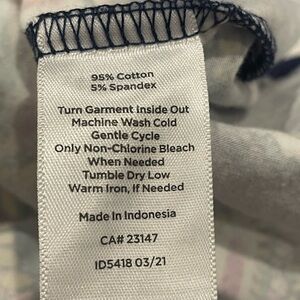 95% Cotton
5% Spandex
Turn Garment Inside Out
Machine Wash Cold
Gentle Cycle
Only Non-Chlorine Bleach
When Needed
Tumble Dry Low
Warm Iron, If Needed
Made In Indonesia
CA# 23147
ID5418 03/21